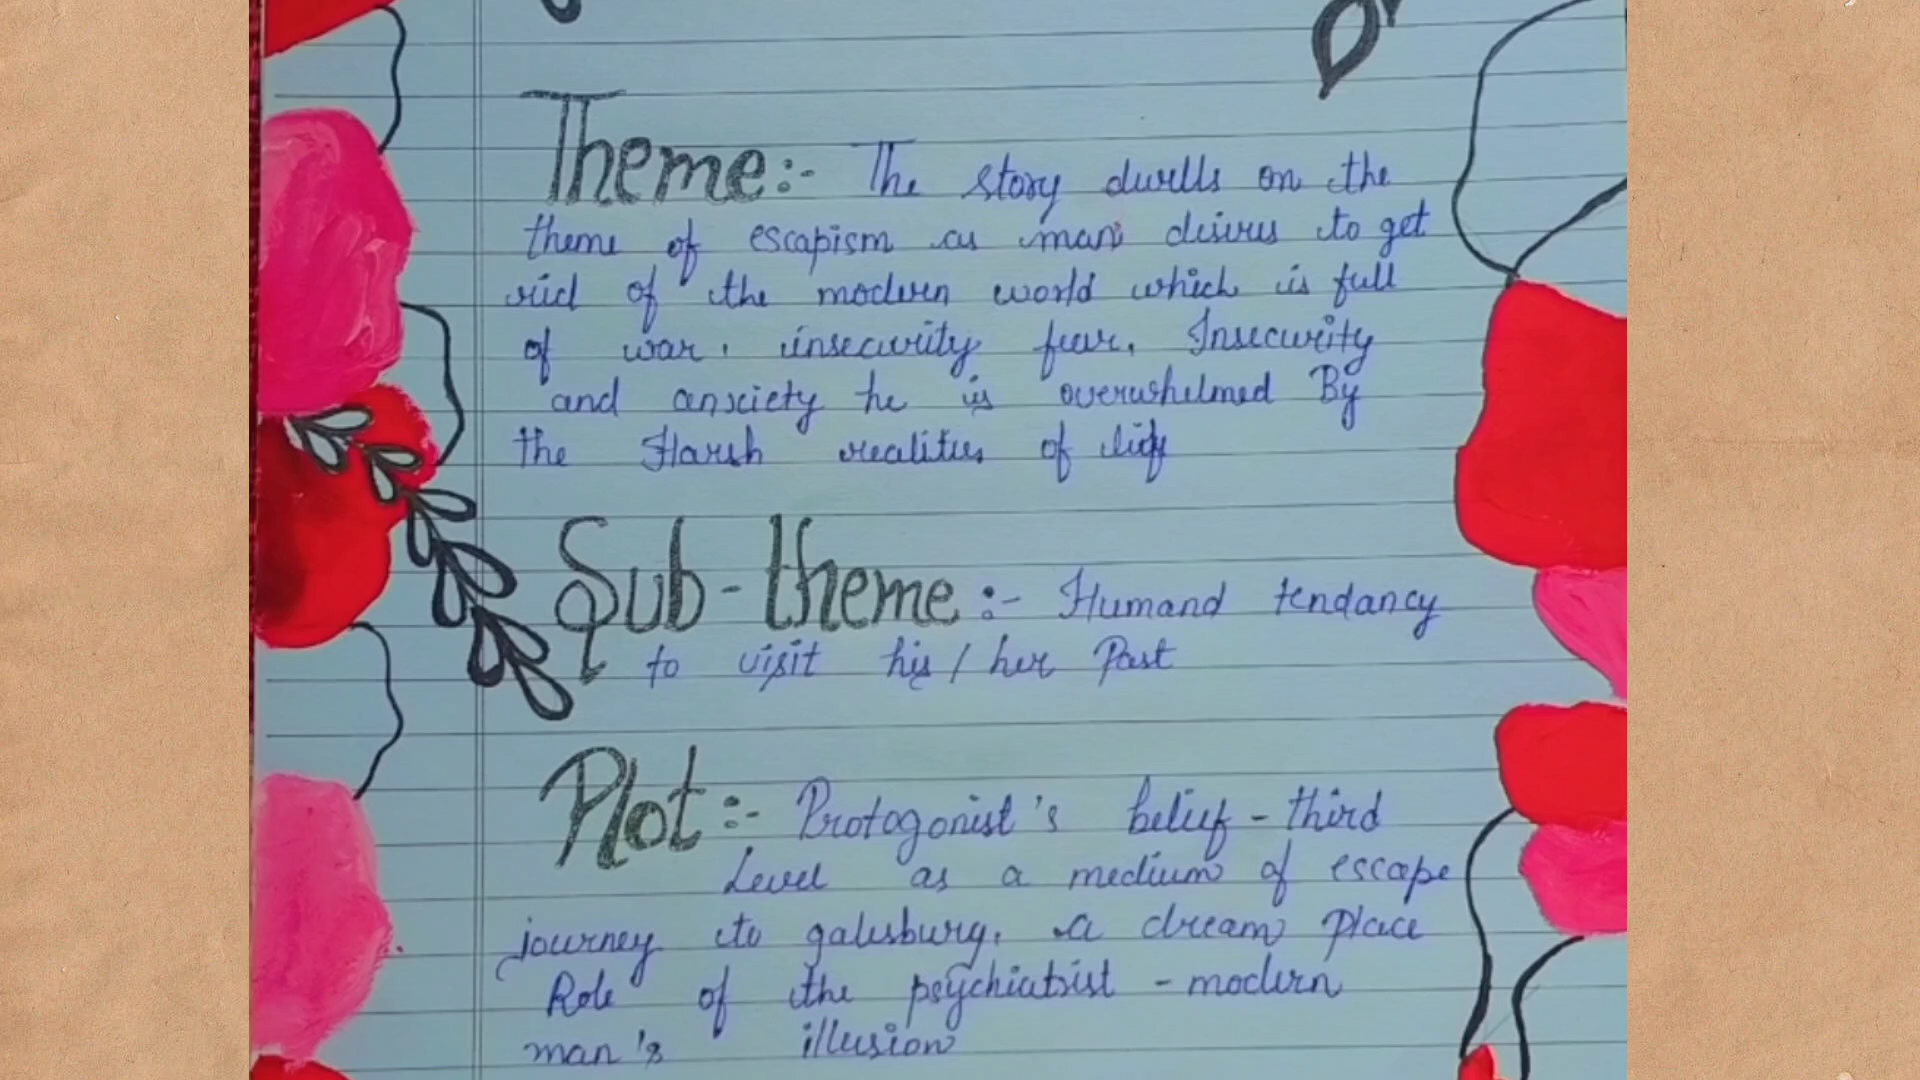 Theme:- The story dwells on the
theme of escapism as man desires to get
rid of the modern world which is full
of war, insecurity fear, Insecurity
and anxciety he is overwshelmed By
the Harsh realities of life
Sub-theme:- Humand tendancy
to visit his/her Past
Plot:- Protogonist's belief-third
Level as a medium of escape
journey to galesburg, a dream place
Role of the psychiatrist - modern
man's illusion